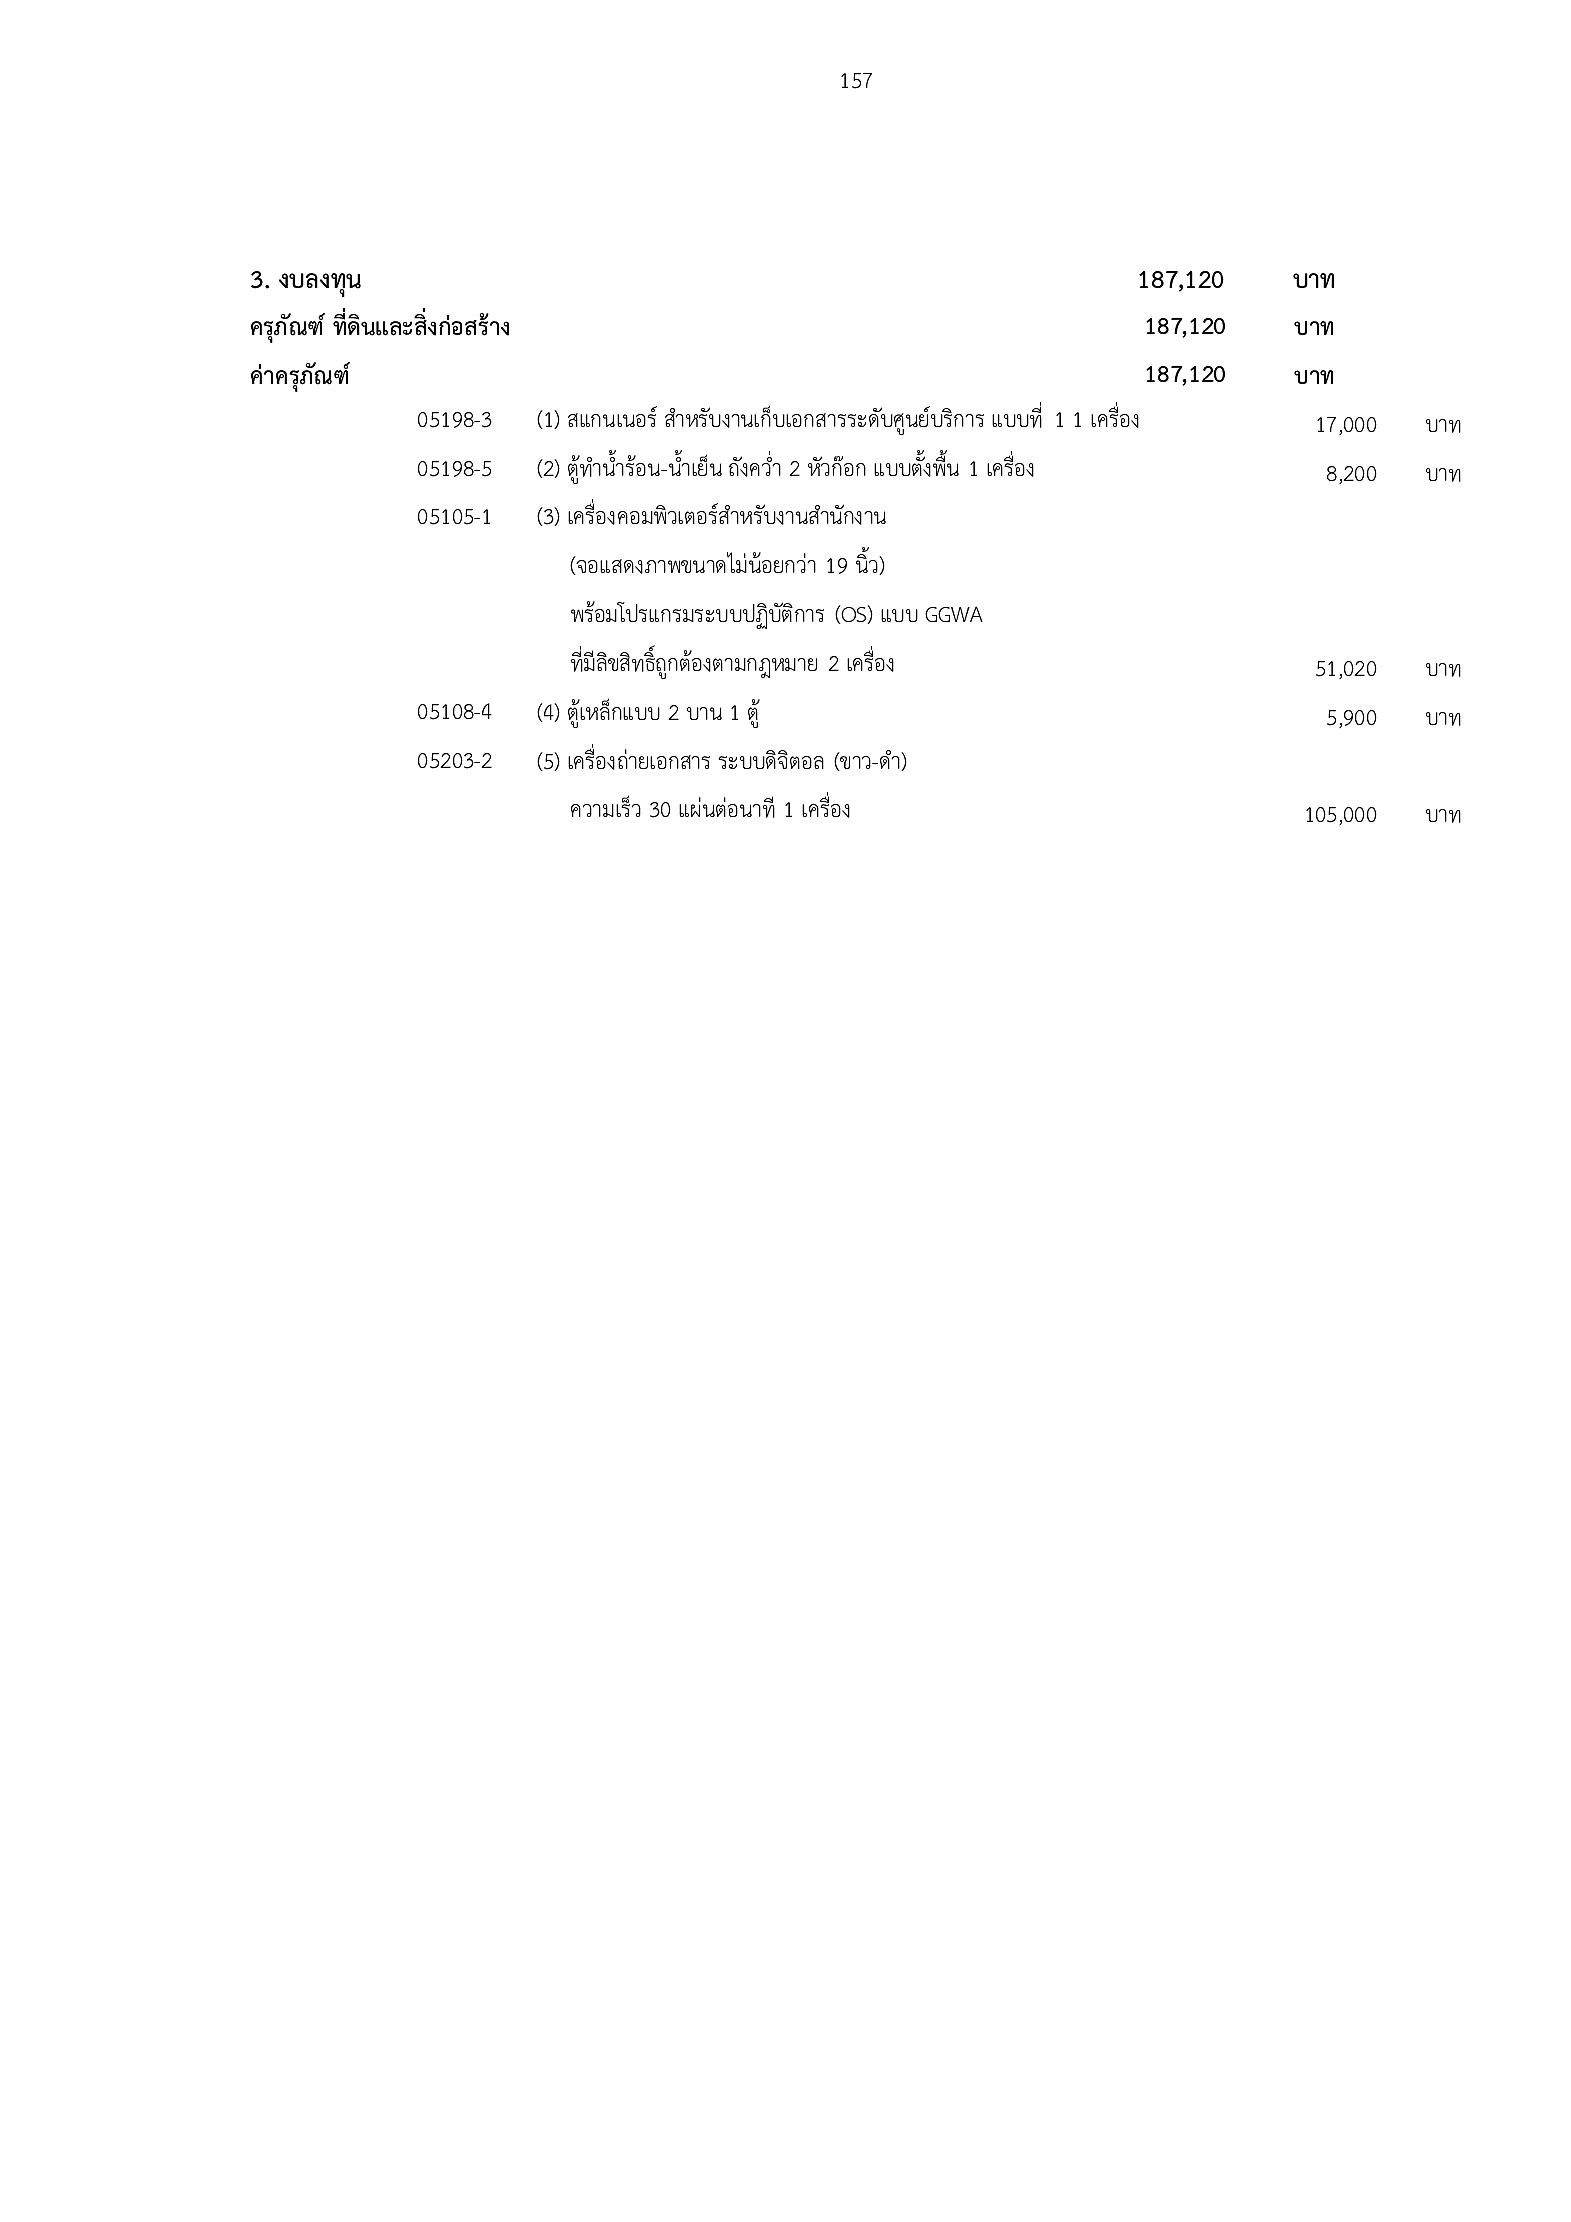 157
3. งบลงทุน 187,120 บาท
ครุภัณฑ์ ที่ดินและสิ่งก่อสร้าง 187,120 บาท
ค่าครุภัณฑ์ 187,120 บาท
05198-3 (1) สแกนเนอร์ สำหรับงานเก็บเอกสารระดับศูนย์บริการ แบบที่ 1 1 เครื่อง 17,000 บาท
05198-5 (2) ตู้ทำน้ำร้อน-น้ำเย็น ถังคว่ำ 2 หัวก๊อก แบบตั้งพื้น 1 เครื่อง 8,200 บาท
05105-1 (3) เครื่องคอมพิวเตอร์สำหรับงานสำนักงาน
(จอแสดงภาพขนาดไม่น้อยกว่า 19 นิ้ว)
พร้อมโปรแกรมระบบปฏิบัติการ (OS) แบบ GGWA
ที่มีลิขสิทธิ์ถูกต้องตามกฎหมาย 2 เครื่อง 51,020 บาท
05108-4 (4) ตู้เหล็กแบบ 2 บาน 1 ตู้ 5,900 บาท
05203-2 (5) เครื่องถ่ายเอกสาร ระบบดิจิตอล (ขาว-ดำ)
ความเร็ว 30 แผ่นต่อนาที 1 เครื่อง 105,000 บาท